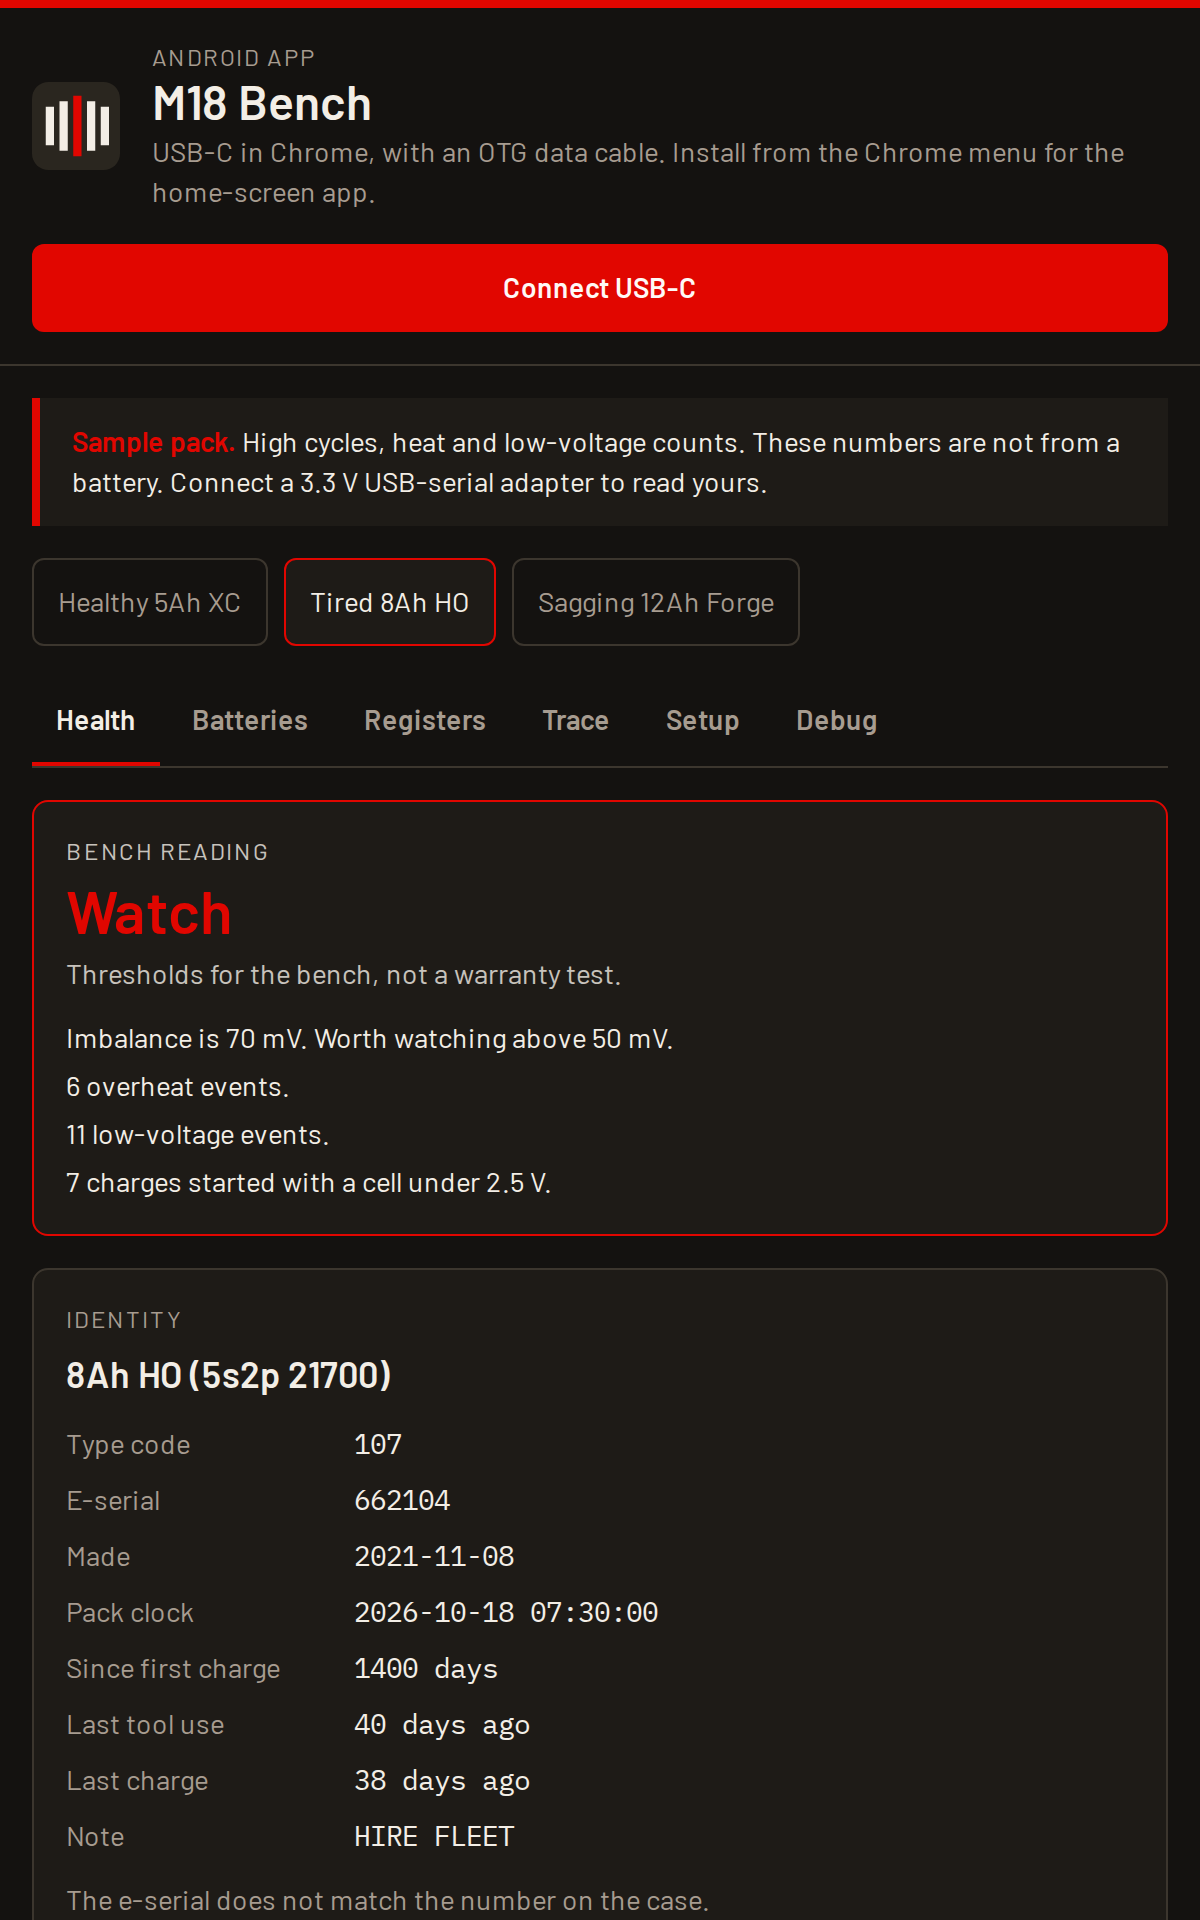 ANDROID APP
M18 Bench
USB-C in Chrome, with an OTG data cable. Install from the Chrome menu for the
home-screen app.
Connect USB-C
Sample pack. High cycles, heat and low-voltage counts. These numbers are not from a
battery. Connect a 3.3 V USB-serial adapter to read yours.
Healthy 5Ah XC
Tired 8Ah HO
Sagging 12Ah Forge
Health Batteries Registers Trace Setup Debug
BENCH READING
Watch
Thresholds for the bench, not a warranty test.
Imbalance is 70 mV. Worth watching above 50 mV.
6 overheat events.
11 low-voltage events.
7 charges started with a cell under 2.5 V.
IDENTITY
8Ah HO (5s2p 21700)
Type code 107
E-serial 662104
Made 2021-11-08
Pack clock 2026-10-18 07:30:00
Since first charge 1400 days
Last tool use 40 days ago
Last charge 38 days ago
Note HIRE FLEET
The e-serial does not match the number on the case.